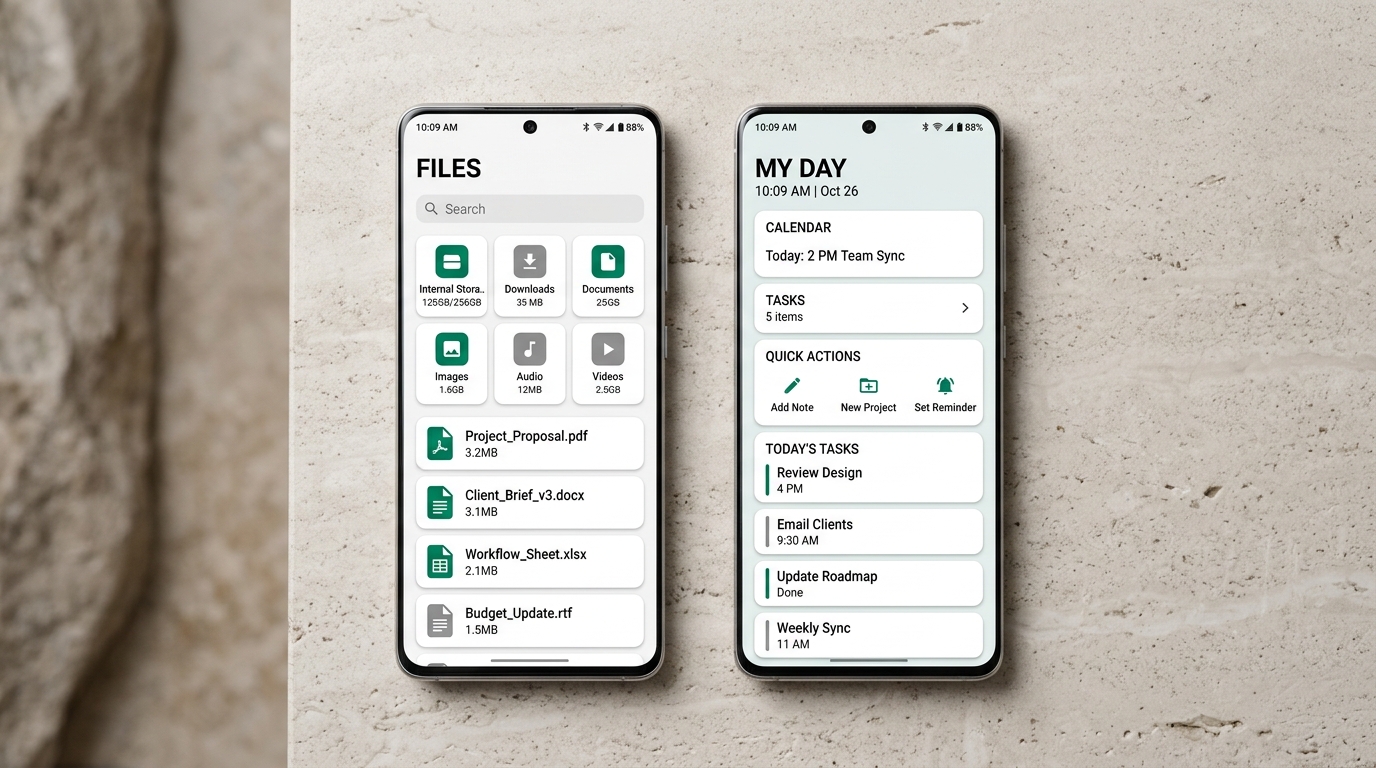 10:09 AM
88%
FILES
Search
Internal Stora..
126GB/256GB
Downloads
35 MB
Documents
25GS
Images
1.6GB
Audio
12MB
Videos
2.5GB
Project_Proposal.pdf
3.2MB
Client_Brief_v3.docx
3.1MB
Workflow_Sheet.xlsx
2.1MB
Budget_Update.rtf
1.5MB
10:09 AM
88%
MY DAY
10:09 AM | Oct 26
CALENDAR
Today: 2 PM Team Sync
TASKS
5 items
QUICK ACTIONS
Add Note
New Project
Set Reminder
TODAY'S TASKS
Review Design
4 PM
Email Clients
9:30 AM
Update Roadmap
Done
Weekly Sync
11 AM